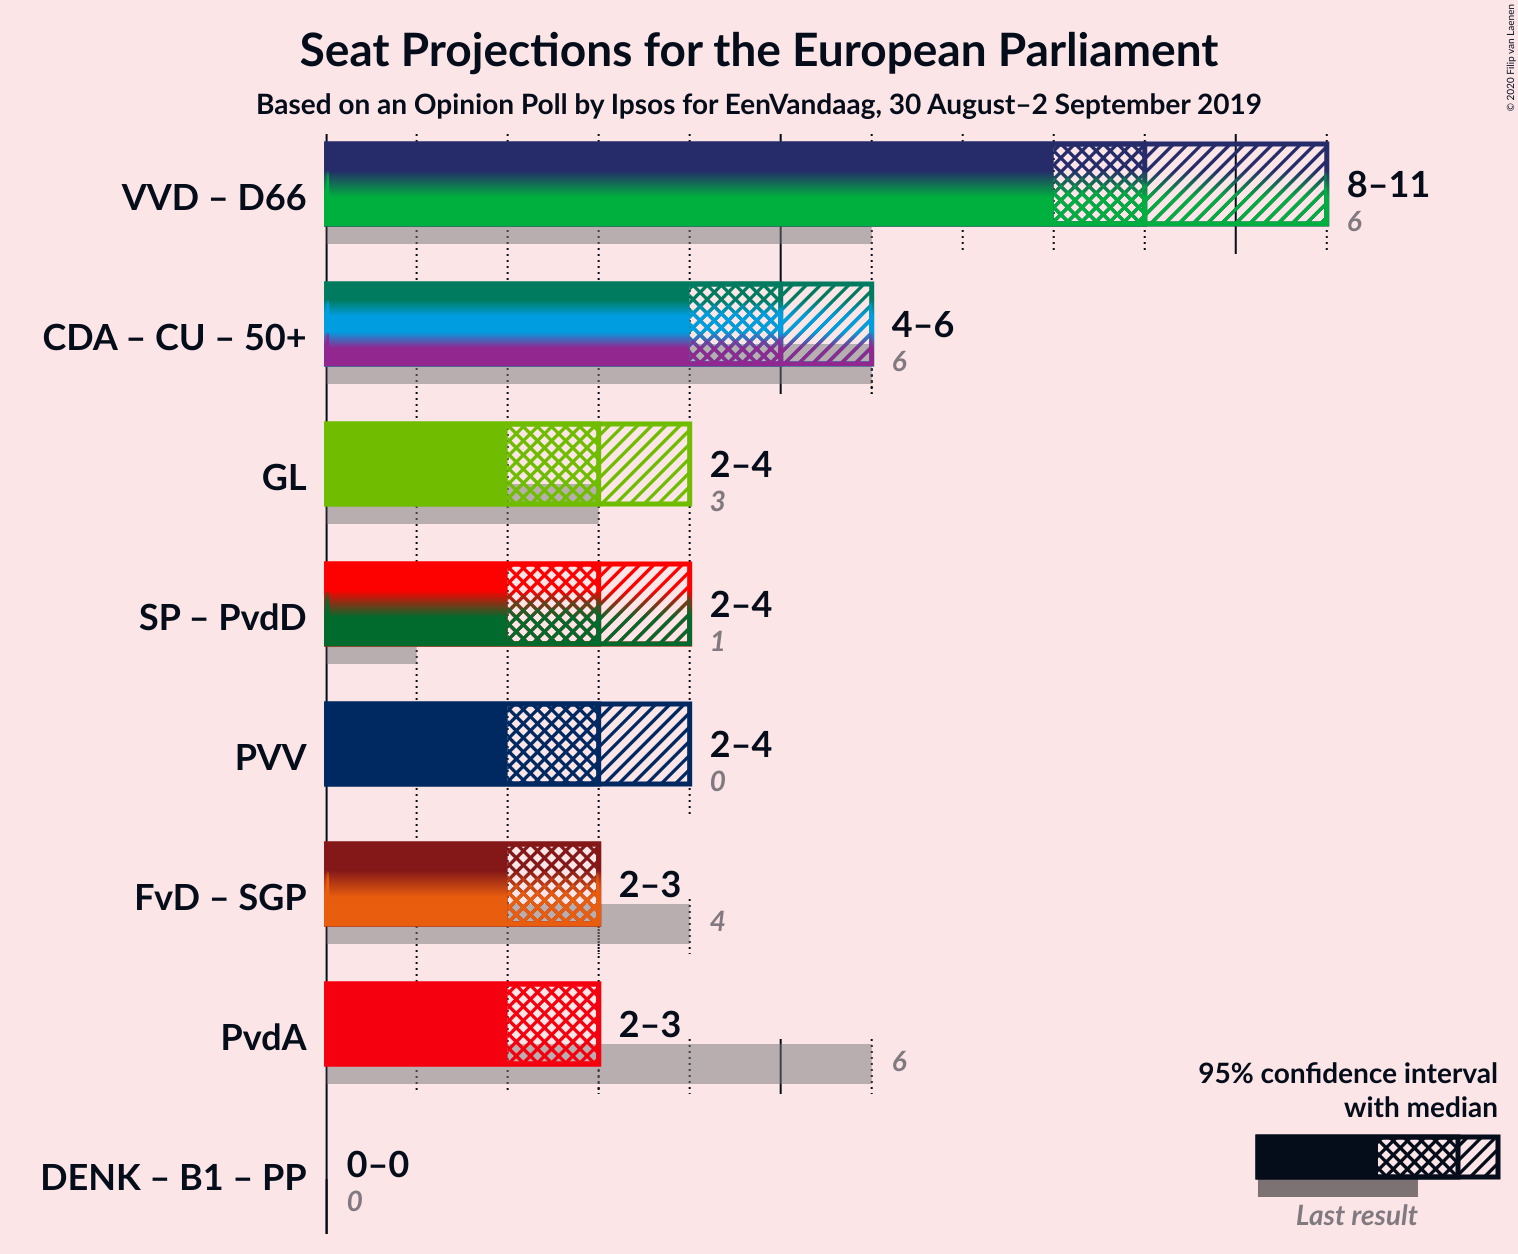 Seat Projections for the European Parliament
Based on an Opinion Poll by Ipsos for EenVandaag, 30 August–2 September 2019
© 2020 Filip van Laenen
VVD – D66
8–11
6
CDA – CU – 50+
4–6
6
GL
2–4
3
SP – PvdD
2–4
1
PVV
2–4
0
FvD – SGP
2–3
4
PvdA
2–3
6
DENK – B1 – PP
0–0
0
95% confidence interval
with median
Last result